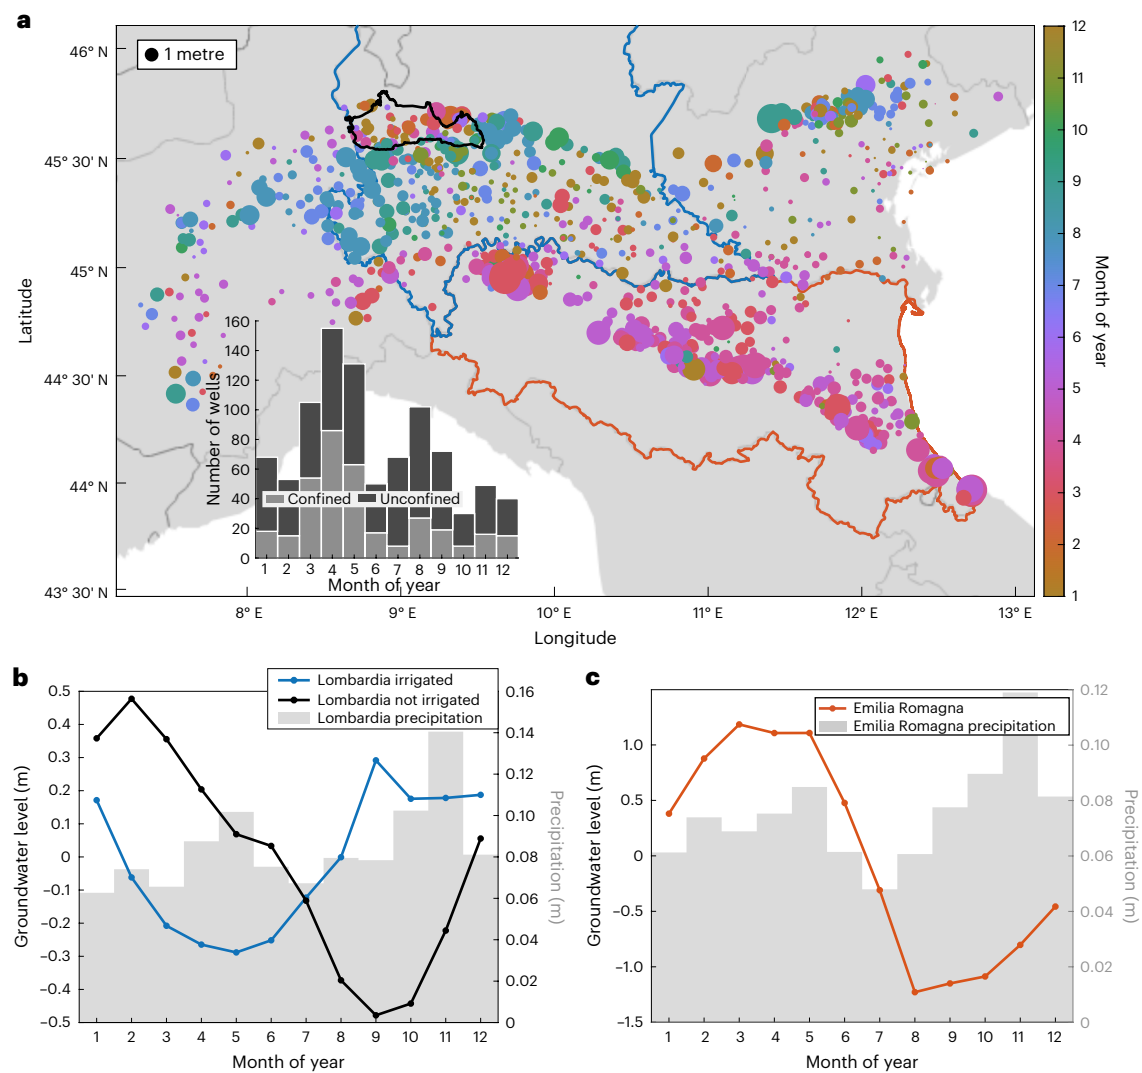 a
1 metre
46° N
45° 30' N
45° N
44° 30' N
44° N
43° 30' N
Latitude
8° E
9° E
10° E
11° E
12° E
13° E
Longitude
12
11
10
9
8
7
6
5
4
3
2
1
Month of year
160
140
120
100
80
60
40
20
0
Number of wells
Confined
Unconfined
1 2 3 4 5 6 7 8 9 10 11 12
Month of year
b
Lombardia irrigated
Lombardia not irrigated
Lombardia precipitation
0.5
0.4
0.3
0.2
0.1
0
–0.1
–0.2
–0.3
–0.4
–0.5
Groundwater level (m)
0.16
0.14
0.12
0.10
0.08
0.06
0.04
0.02
0
Precipitation (m)
1 2 3 4 5 6 7 8 9 10 11 12
Month of year
c
Emilia Romagna
Emilia Romagna precipitation
1.0
0.5
0
–0.5
–1.0
–1.5
Groundwater level (m)
0.12
0.10
0.08
0.06
0.04
0.02
0
Precipitation (m)
1 2 3 4 5 6 7 8 9 10 11 12
Month of year